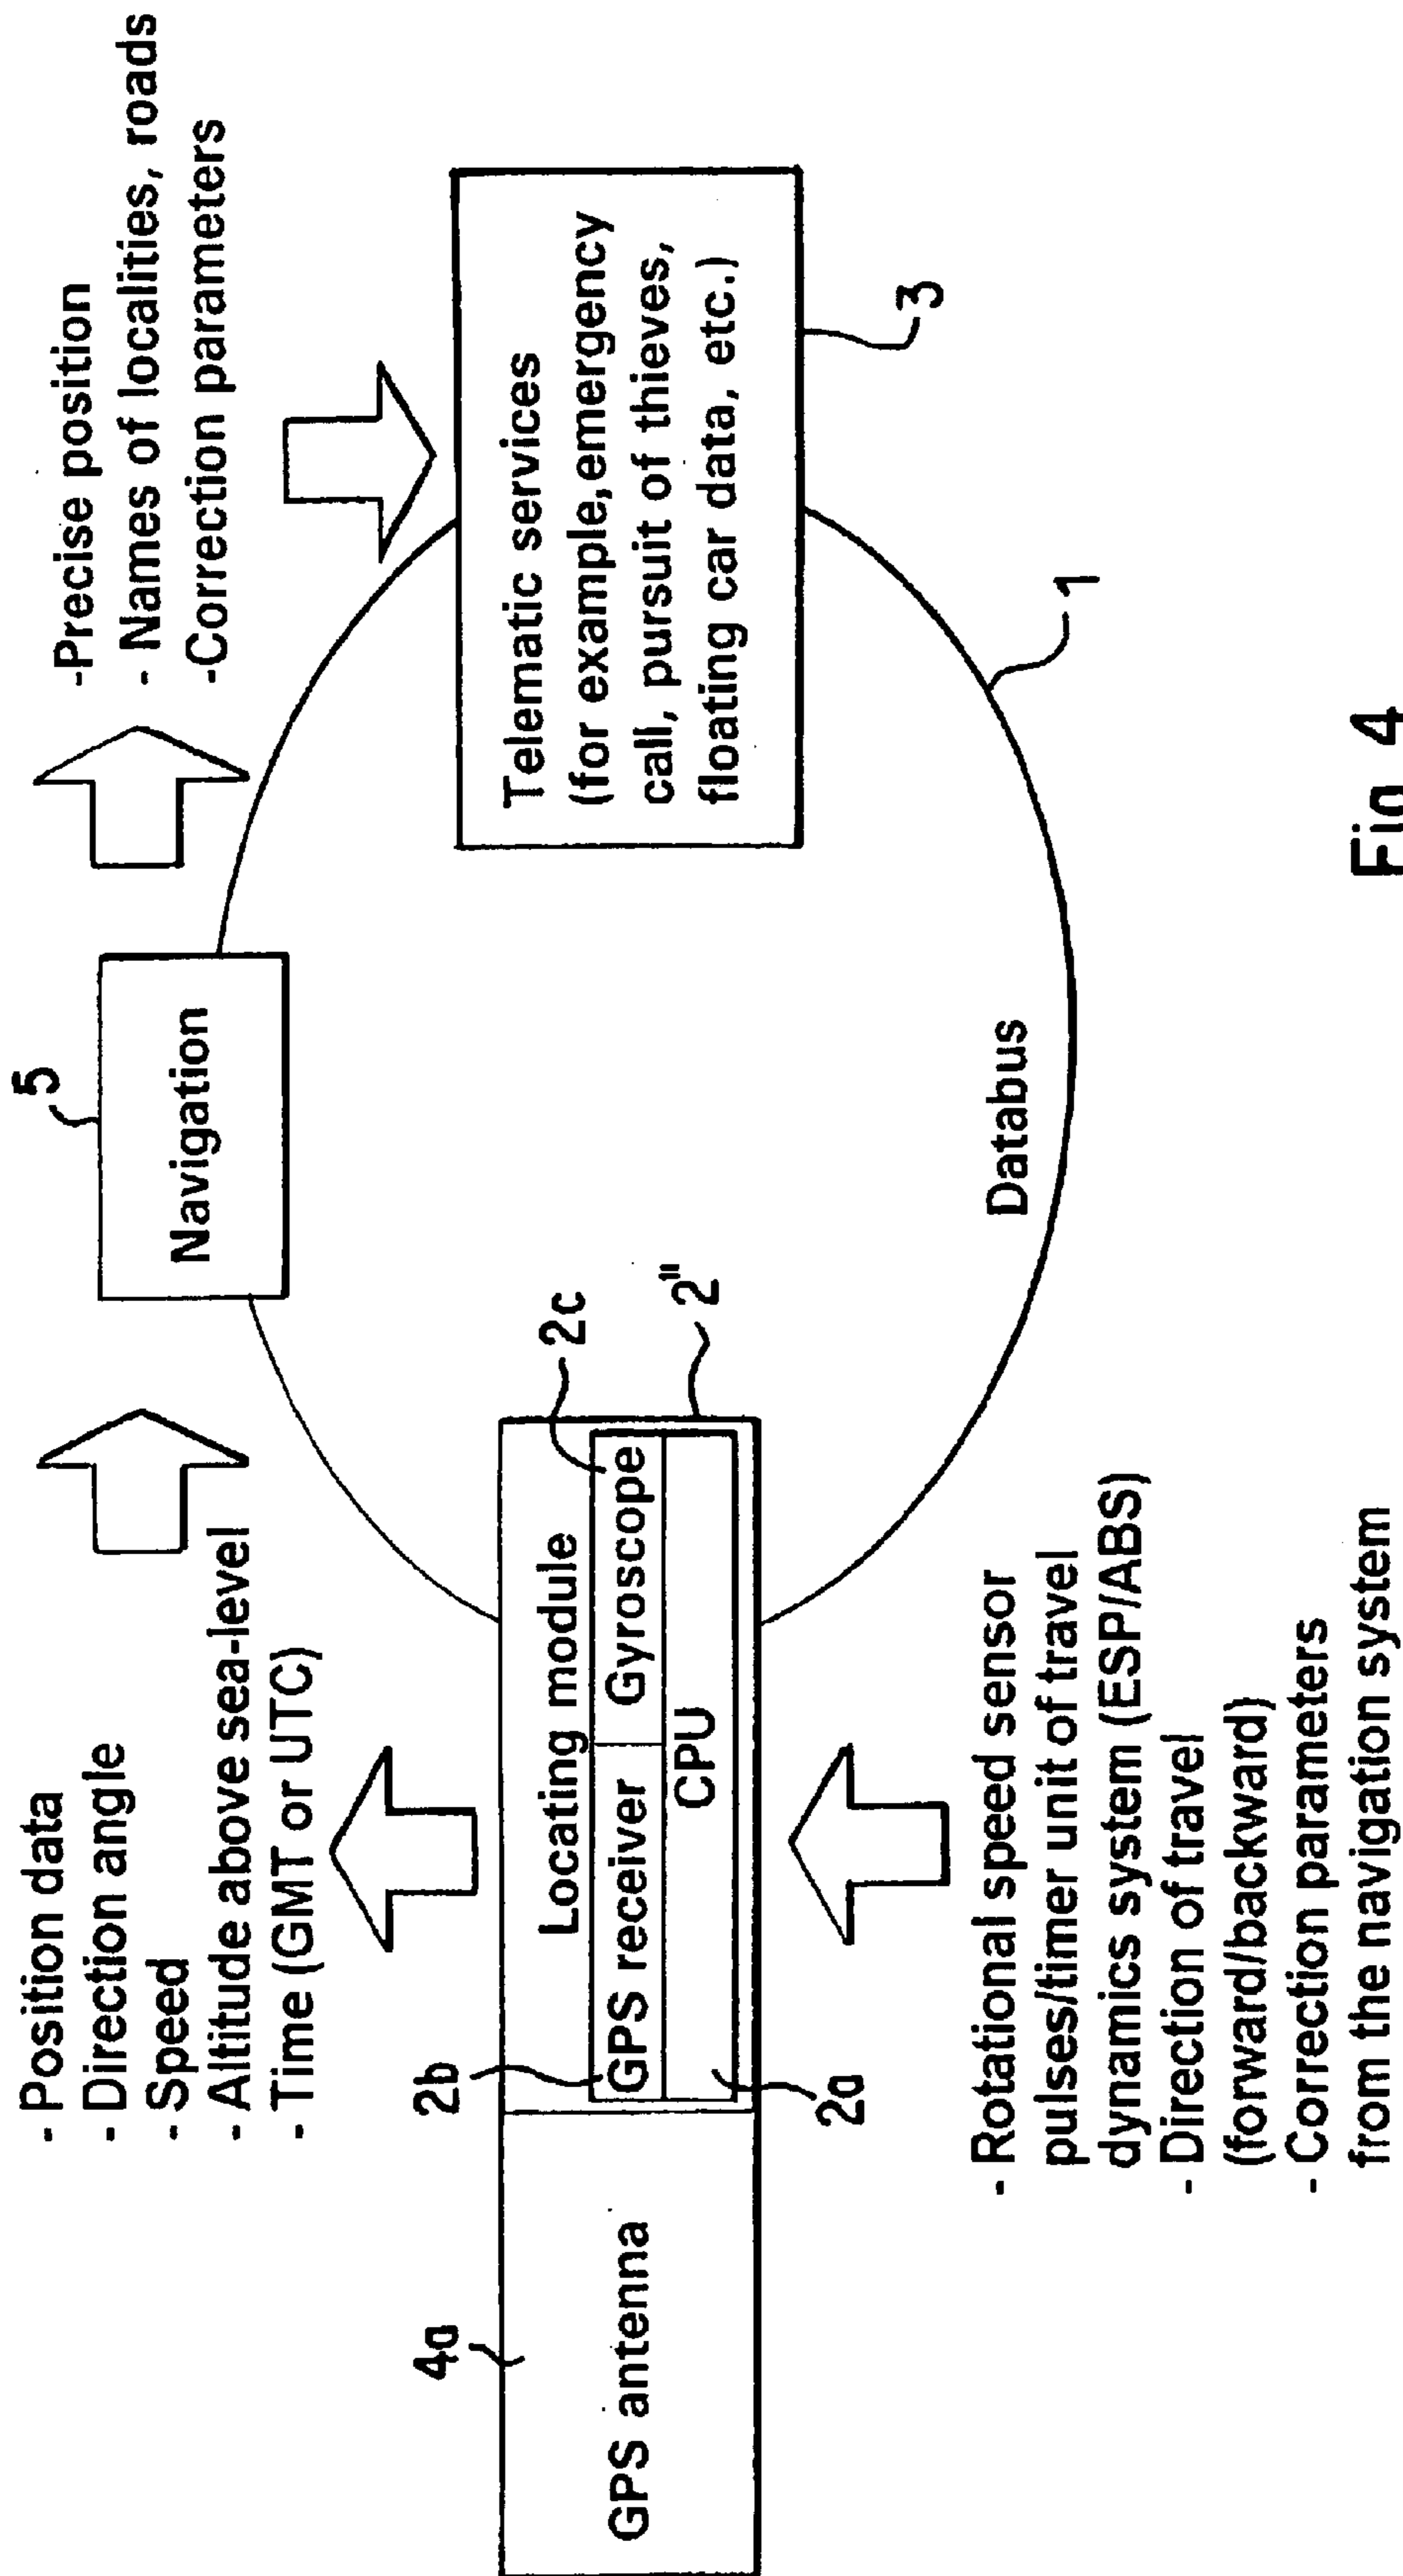 - Position data
- Direction angle
- Speed
- Altitude above sea-level
- Time (GMT or UTC)
-Precise position
- Names of localities, roads
-Correction parameters
5
Navigation
4a
GPS antenna
2b
Locating module
GPS receiver
Gyroscope
CPU
2c
2"
2a
Telematic services
(for example,emergency
call, pursuit of thieves,
floating car data, etc.)
3
Databus
1
- Rotational speed sensor
pulses/timer unit of travel
dynamics system (ESP/ABS)
- Direction of travel
(forward/backward)
- Correction parameters
from the navigation system
Fig. 4